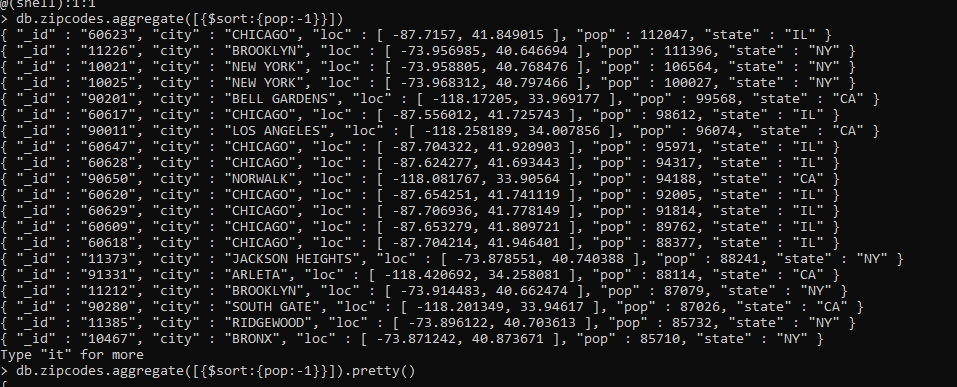 @(shell):1:1
> db.zipcodes.aggregate([{$sort:{pop:-1}}])
{ "_id" : "60623", "city" : "CHICAGO", "loc" : [ -87.7157, 41.849015 ], "pop" : 112047, "state" : "IL" }
{ "_id" : "11226", "city" : "BROOKLYN", "loc" : [ -73.956985, 40.646694 ], "pop" : 111396, "state" : "NY" }
{ "_id" : "10021", "city" : "NEW YORK", "loc" : [ -73.958805, 40.768476 ], "pop" : 106564, "state" : "NY" }
{ "_id" : "10025", "city" : "NEW YORK", "loc" : [ -73.968312, 40.797466 ], "pop" : 100027, "state" : "NY" }
{ "_id" : "90201", "city" : "BELL GARDENS", "loc" : [ -118.17205, 33.969177 ], "pop" : 99568, "state" : "CA" }
{ "_id" : "60617", "city" : "CHICAGO", "loc" : [ -87.556012, 41.725743 ], "pop" : 98612, "state" : "IL" }
{ "_id" : "90011", "city" : "LOS ANGELES", "loc" : [ -118.258189, 34.007856 ], "pop" : 96074, "state" : "CA" }
{ "_id" : "60647", "city" : "CHICAGO", "loc" : [ -87.704322, 41.920903 ], "pop" : 95971, "state" : "IL" }
{ "_id" : "60628", "city" : "CHICAGO", "loc" : [ -87.624277, 41.693443 ], "pop" : 94317, "state" : "IL" }
{ "_id" : "90650", "city" : "NORWALK", "loc" : [ -118.081767, 33.90564 ], "pop" : 94188, "state" : "CA" }
{ "_id" : "60620", "city" : "CHICAGO", "loc" : [ -87.654251, 41.741119 ], "pop" : 92005, "state" : "IL" }
{ "_id" : "60629", "city" : "CHICAGO", "loc" : [ -87.706936, 41.778149 ], "pop" : 91814, "state" : "IL" }
{ "_id" : "60609", "city" : "CHICAGO", "loc" : [ -87.653279, 41.809721 ], "pop" : 89762, "state" : "IL" }
{ "_id" : "60618", "city" : "CHICAGO", "loc" : [ -87.704214, 41.946401 ], "pop" : 88377, "state" : "IL" }
{ "_id" : "11373", "city" : "JACKSON HEIGHTS", "loc" : [ -73.878551, 40.740388 ], "pop" : 88241, "state" : "NY" }
{ "_id" : "91331", "city" : "ARLETA", "loc" : [ -118.420692, 34.258081 ], "pop" : 88114, "state" : "CA" }
{ "_id" : "11212", "city" : "BROOKLYN", "loc" : [ -73.914483, 40.662474 ], "pop" : 87079, "state" : "NY" }
{ "_id" : "90280", "city" : "SOUTH GATE", "loc" : [ -118.201349, 33.94617 ], "pop" : 87026, "state" : "CA" }
{ "_id" : "11385", "city" : "RIDGEWOOD", "loc" : [ -73.896122, 40.703613 ], "pop" : 85732, "state" : "NY" }
{ "_id" : "10467", "city" : "BRONX", "loc" : [ -73.871242, 40.873671 ], "pop" : 85710, "state" : "NY" }
Type "it" for more
> db.zipcodes.aggregate([{$sort:{pop:-1}}]).pretty()
{